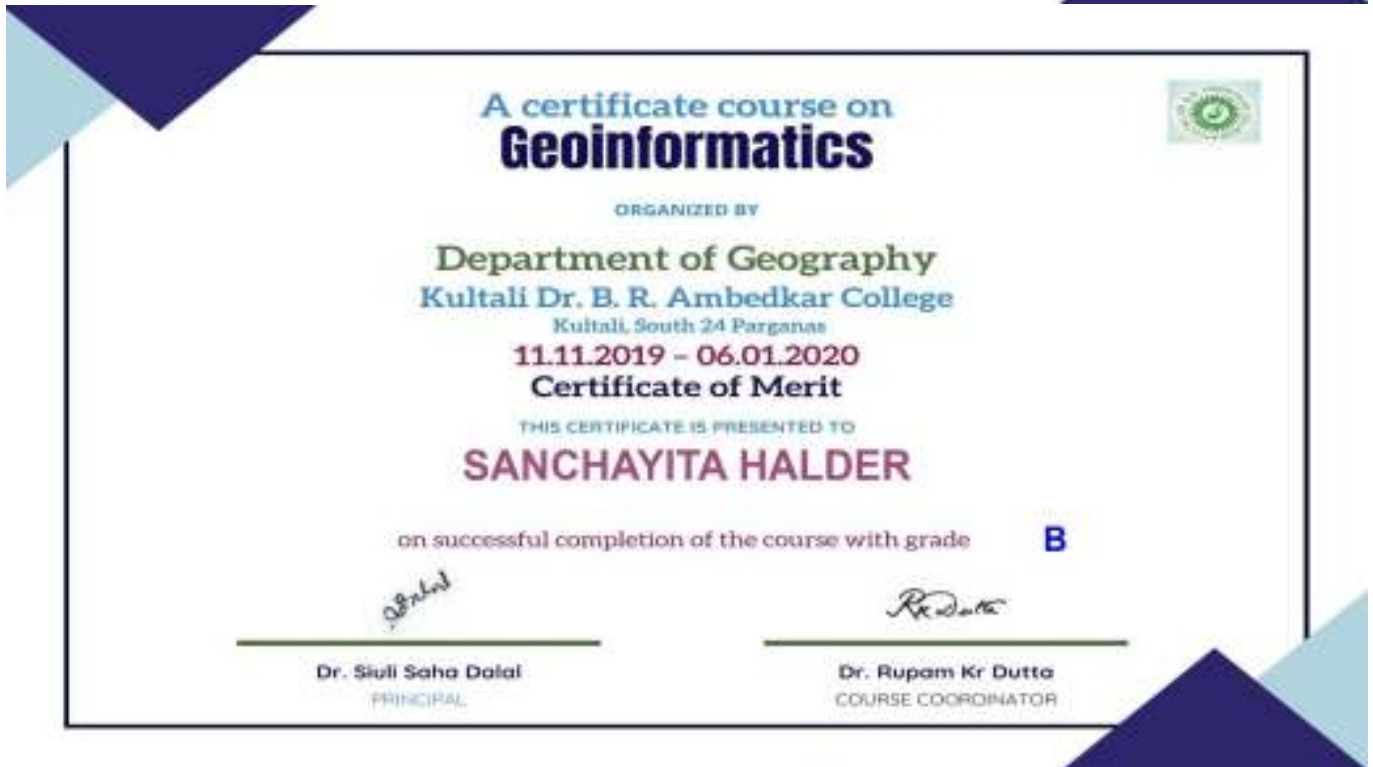 A certificate course on
Geoinformatics
ORGANIZED BY
Department of Geography
Kultali Dr. B. R. Ambedkar College
Kultali, South 24 Parganas
11.11.2019 – 06.01.2020
Certificate of Merit
THIS CERTIFICATE IS PRESENTED TO
SANCHAYITA HALDER
on successful completion of the course with grade B
RKDutta
Dr. Siuli Saha Dalal
PRINCIPAL
Dr. Rupam Kr Dutta
COURSE COORDINATOR